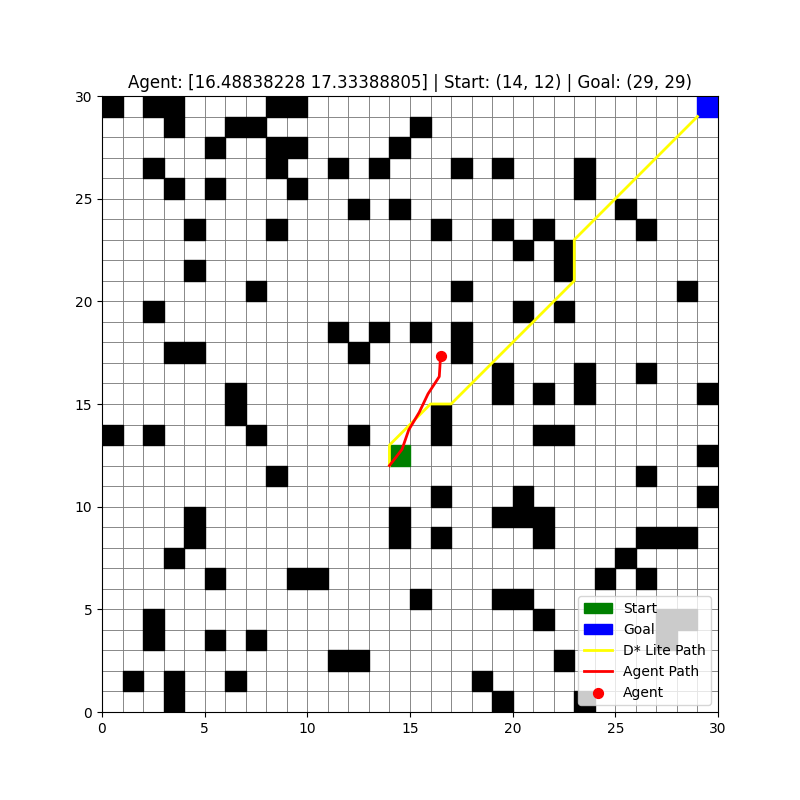 Agent: [16.48838228 17.33388805] | Start: (14, 12) | Goal: (29, 29)
30
25
20
15
10
5
0
0 5 10 15 20 25 30
Start
Goal
D* Lite Path
Agent Path
Agent